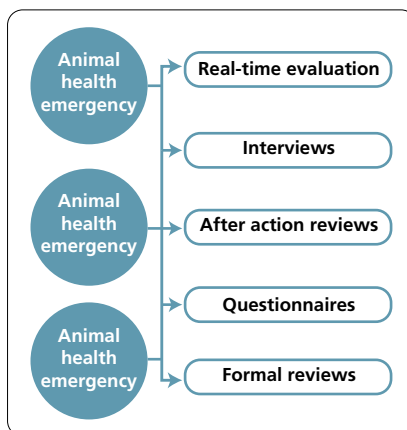 Animal
health
emergency
Real-time evaluation
Interviews
Animal
health
emergency
After action reviews
Questionnaires
Animal
health
emergency
Formal reviews